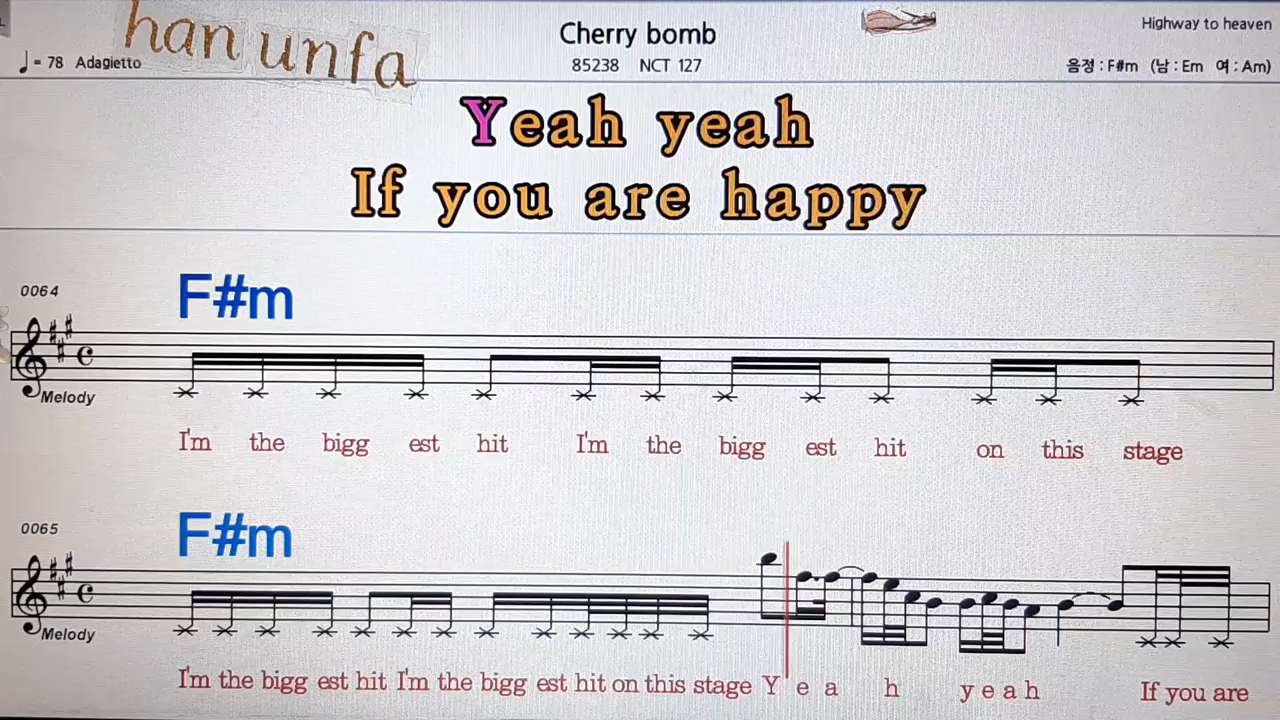 han unfa
Cherry bomb
Highway to heaven
♩= 78 Adagietto
85238 NCT 127
음정 : F#m (남 : Em 여 : Am)
Yeah yeah
If you are happy
0064
F#m
Melody
I'm the bigg est hit I'm the bigg est hit on this stage
0065
F#m
Melody
I'm the bigg est hit I'm the bigg est hit on this stage Y e a h y e a h If you are